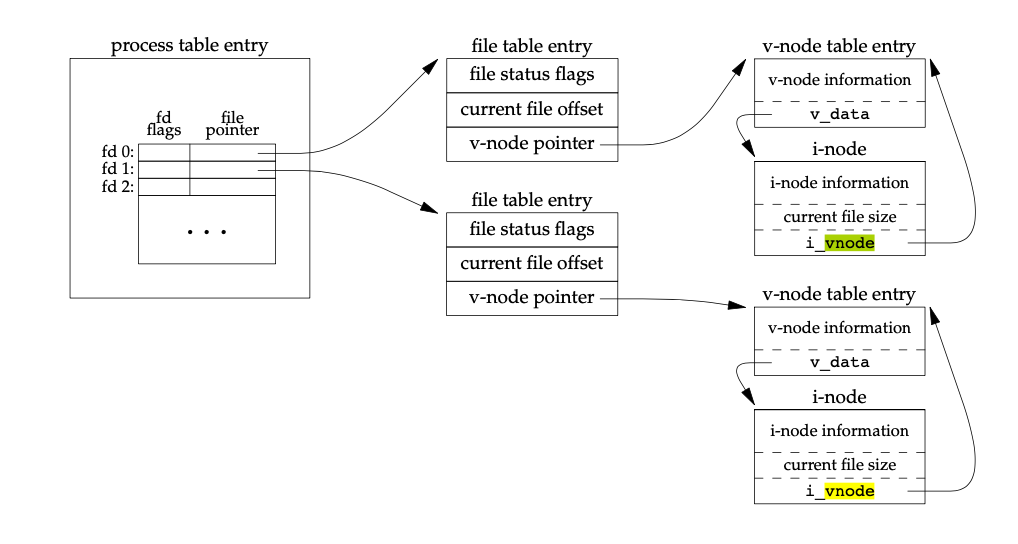 process table entry
fd
flags
file
pointer
fd 0:
fd 1:
fd 2:
. . .
file table entry
file status flags
current file offset
v-node pointer
file table entry
file status flags
current file offset
v-node pointer
v-node table entry
v-node information
v_data
i-node
i-node information
current file size
i_vnode
v-node table entry
v-node information
v_data
i-node
i-node information
current file size
i_vnode